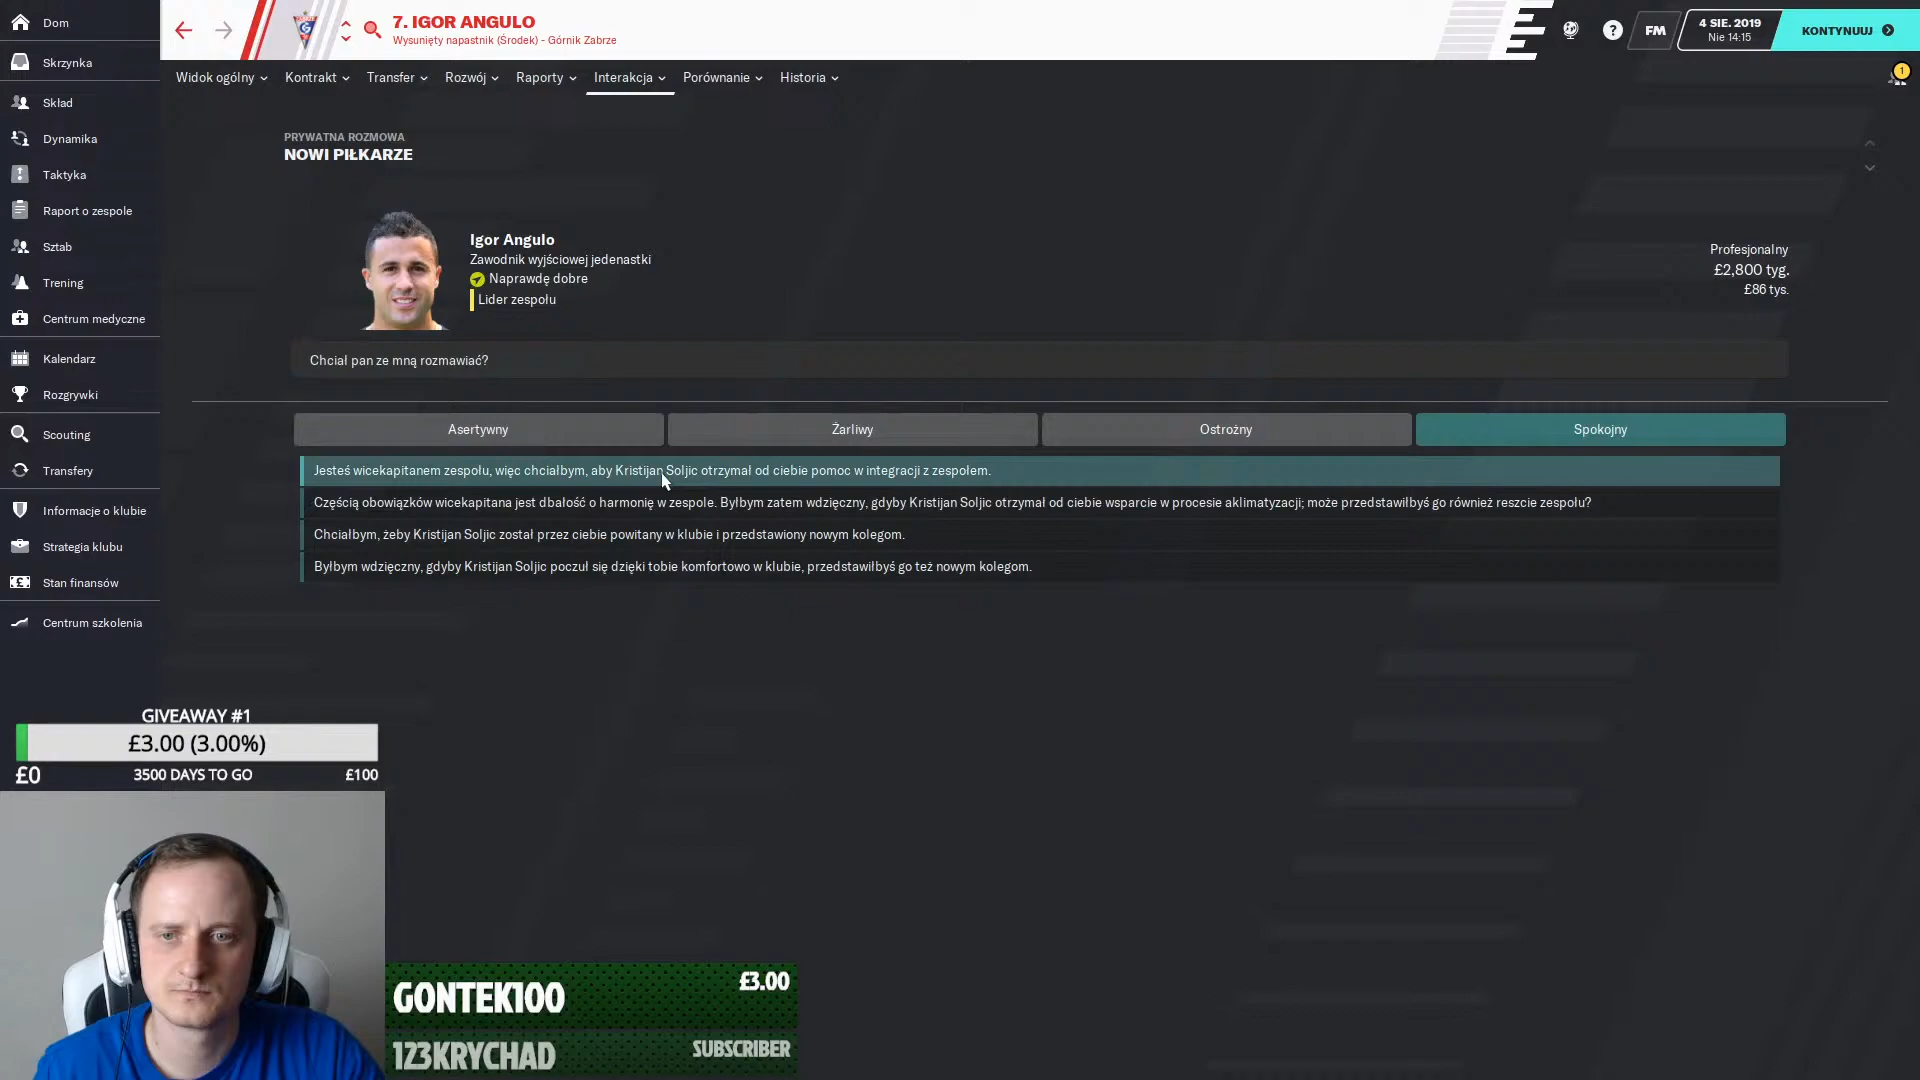 Dom
Skrzynka
Skład
Dynamika
Taktyka
Raport o zespole
Sztab
Trening
Centrum medyczne
Kalendarz
Rozgrywki
Scouting
Transfery
Informacje o klubie
Strategia klubu
Stan finansów
Centrum szkolenia
7. IGOR ANGULO
Wysunięty napastnik (Środek) - Górnik Zabrze
FM
4 SIE. 2019
Nie 14:15
KONTYNUUJ
1
Widok ogólny
Kontrakt
Transfer
Rozwój
Raporty
Interakcja
Porównanie
Historia
PRYWATNA ROZMOWA
NOWI PIŁKARZE
Igor Angulo
Zawodnik wyjściowej jedenastki
Naprawdę dobre
Lider zespołu
Profesjonalny
£2,800 tyg.
£86 tys.
Chciał pan ze mną rozmawiać?
Asertywny
Żarliwy
Ostrożny
Spokojny
Jesteś wicekapitanem zespołu, więc chciałbym, aby Kristijan Soljic otrzymał od ciebie pomoc w integracji z zespołem.
Częścią obowiązków wicekapitana jest dbałość o harmonię w zespole. Byłbym zatem wdzięczny, gdyby Kristijan Soljic otrzymał od ciebie wsparcie w procesie aklimatyzacji; może przedstawiłbyś go również reszcie zespołu?
Chciałbym, żeby Kristijan Soljic został przez ciebie powitany w klubie i przedstawiony nowym kolegom.
Byłbym wdzięczny, gdyby Kristijan Soljic poczuł się dzięki tobie komfortowo w klubie, przedstawiłbyś go też nowym kolegom.
GIVEAWAY #1
£3.00 (3.00%)
£0
3500 DAYS TO GO
£100
GONTEK100
£3.00
123KRYCHAD
SUBSCRIBER